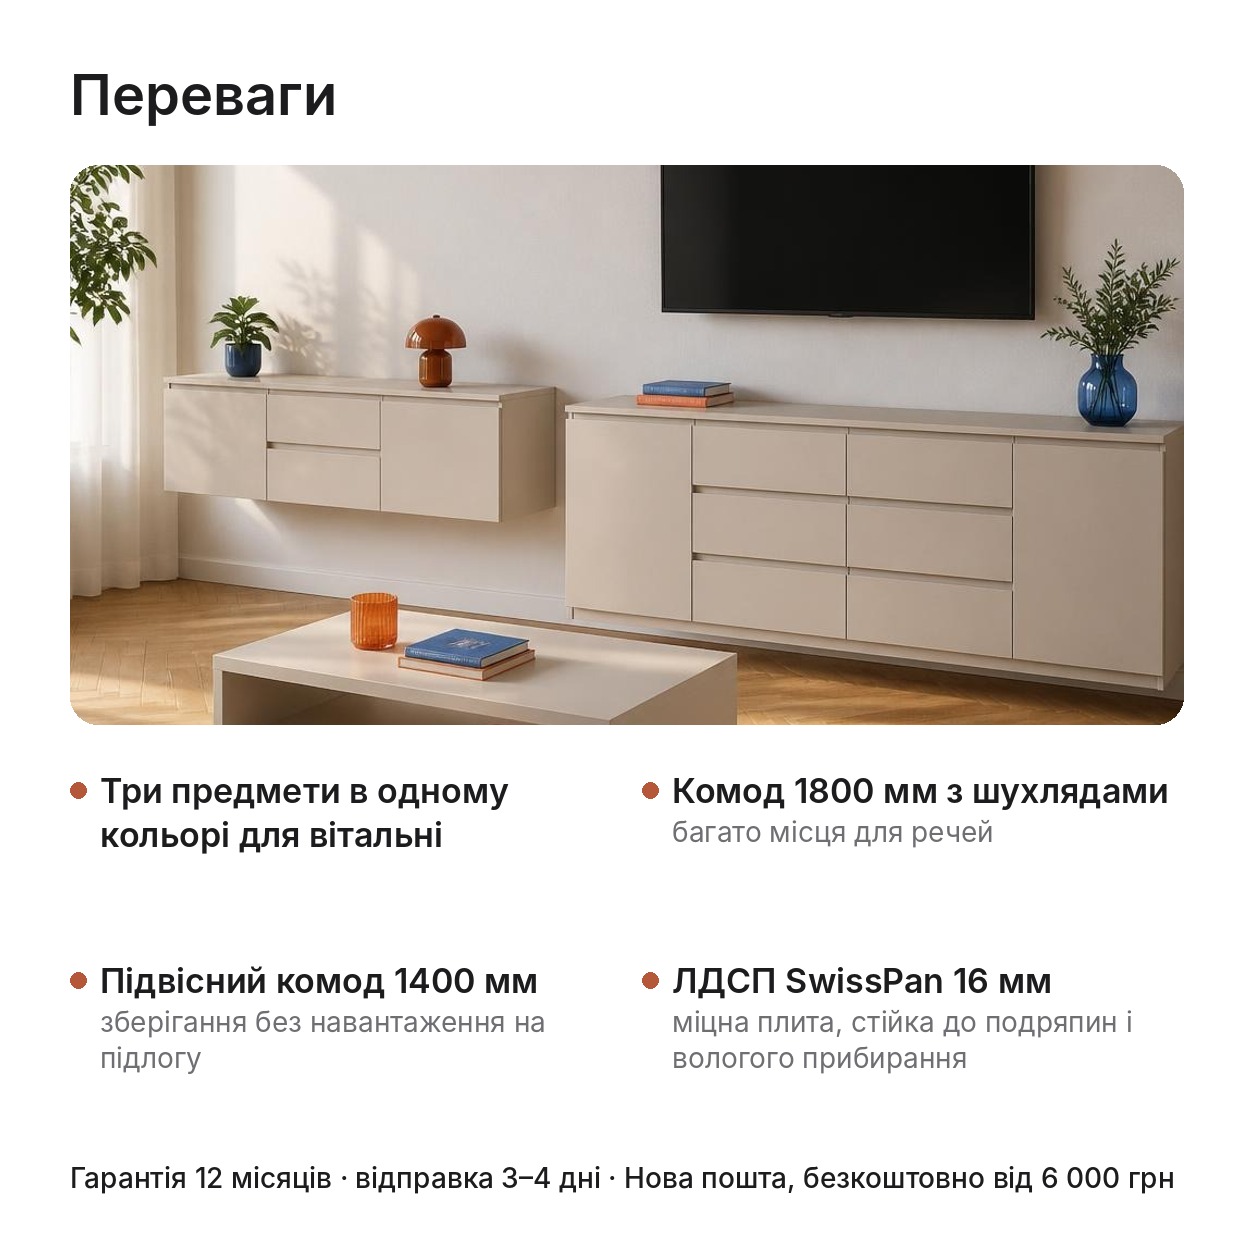 Переваги
Три предмети в одному
кольорі для вітальні
Комод 1800 мм з шухлядами
багато місця для речей
Підвісний комод 1400 мм
зберігання без навантаження на
підлогу
ЛДСП SwissPan 16 мм
міцна плита, стійка до подряпин і
вологого прибирання
Гарантія 12 місяців · відправка 3–4 дні · Нова пошта, безкоштовно від 6 000 грн